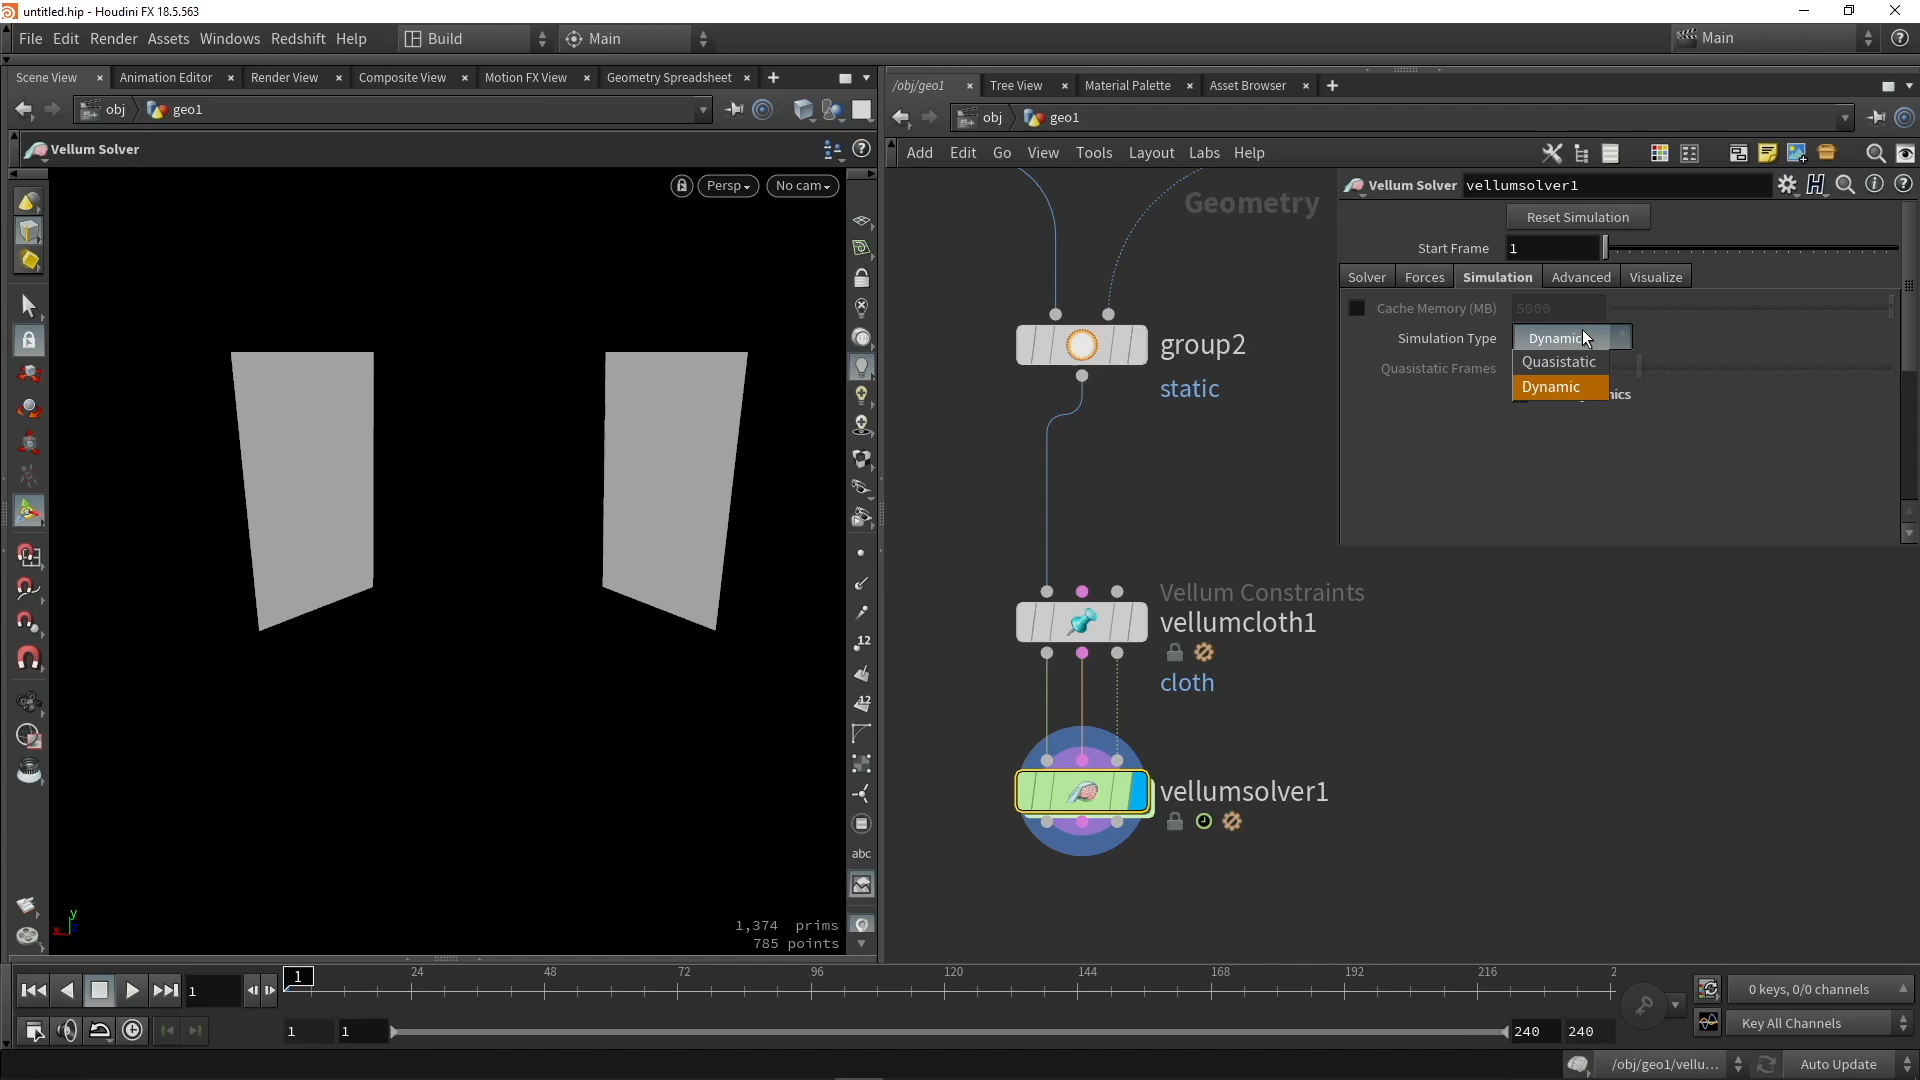 untitled.hip - Houdini FX 18.5.563
File Edit Render Assets Windows Redshift Help
Build
Main
Main
Scene View
Animation Editor
Render View
Composite View
Motion FX View
Geometry Spreadsheet
obj
geo1
Vellum Solver
Persp
No cam
12
12
abc
y
x
1,374 prims
785 points
/obj/geo1
Tree View
Material Palette
Asset Browser
obj
geo1
Add Edit Go View Tools Layout Labs Help
Geometry
group2
static
Vellum Constraints
vellumcloth1
cloth
vellumsolver1
Vellum Solver
vellumsolver1
Reset Simulation
Start Frame
1
Solver
Forces
Simulation
Advanced
Visualize
Cache Memory (MB)
5000
Simulation Type
Dynamic
Quasistatic
Dynamic
Quasistatic Frames
1
1
24
48
72
96
120
144
168
192
216
2
1
1
240
240
0 keys, 0/0 channels
Key All Channels
/obj/geo1/vellu...
Auto Update